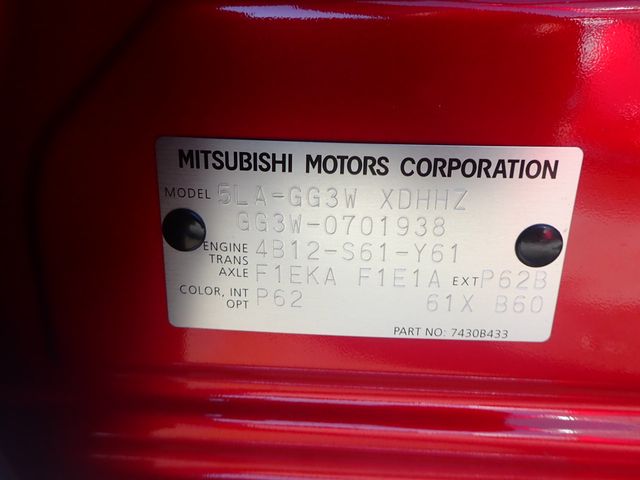 MITSUBISHI MOTORS CORPORATION
MODEL 5LA-GG3W XDHHZ
GG3W-0701938
ENGINE 4B12-S61-Y61
TRANS
AXLE F1EKA F1E1A EXT P62B
COLOR, INT
OPT P62 61X B60
PART NO: 7430B433